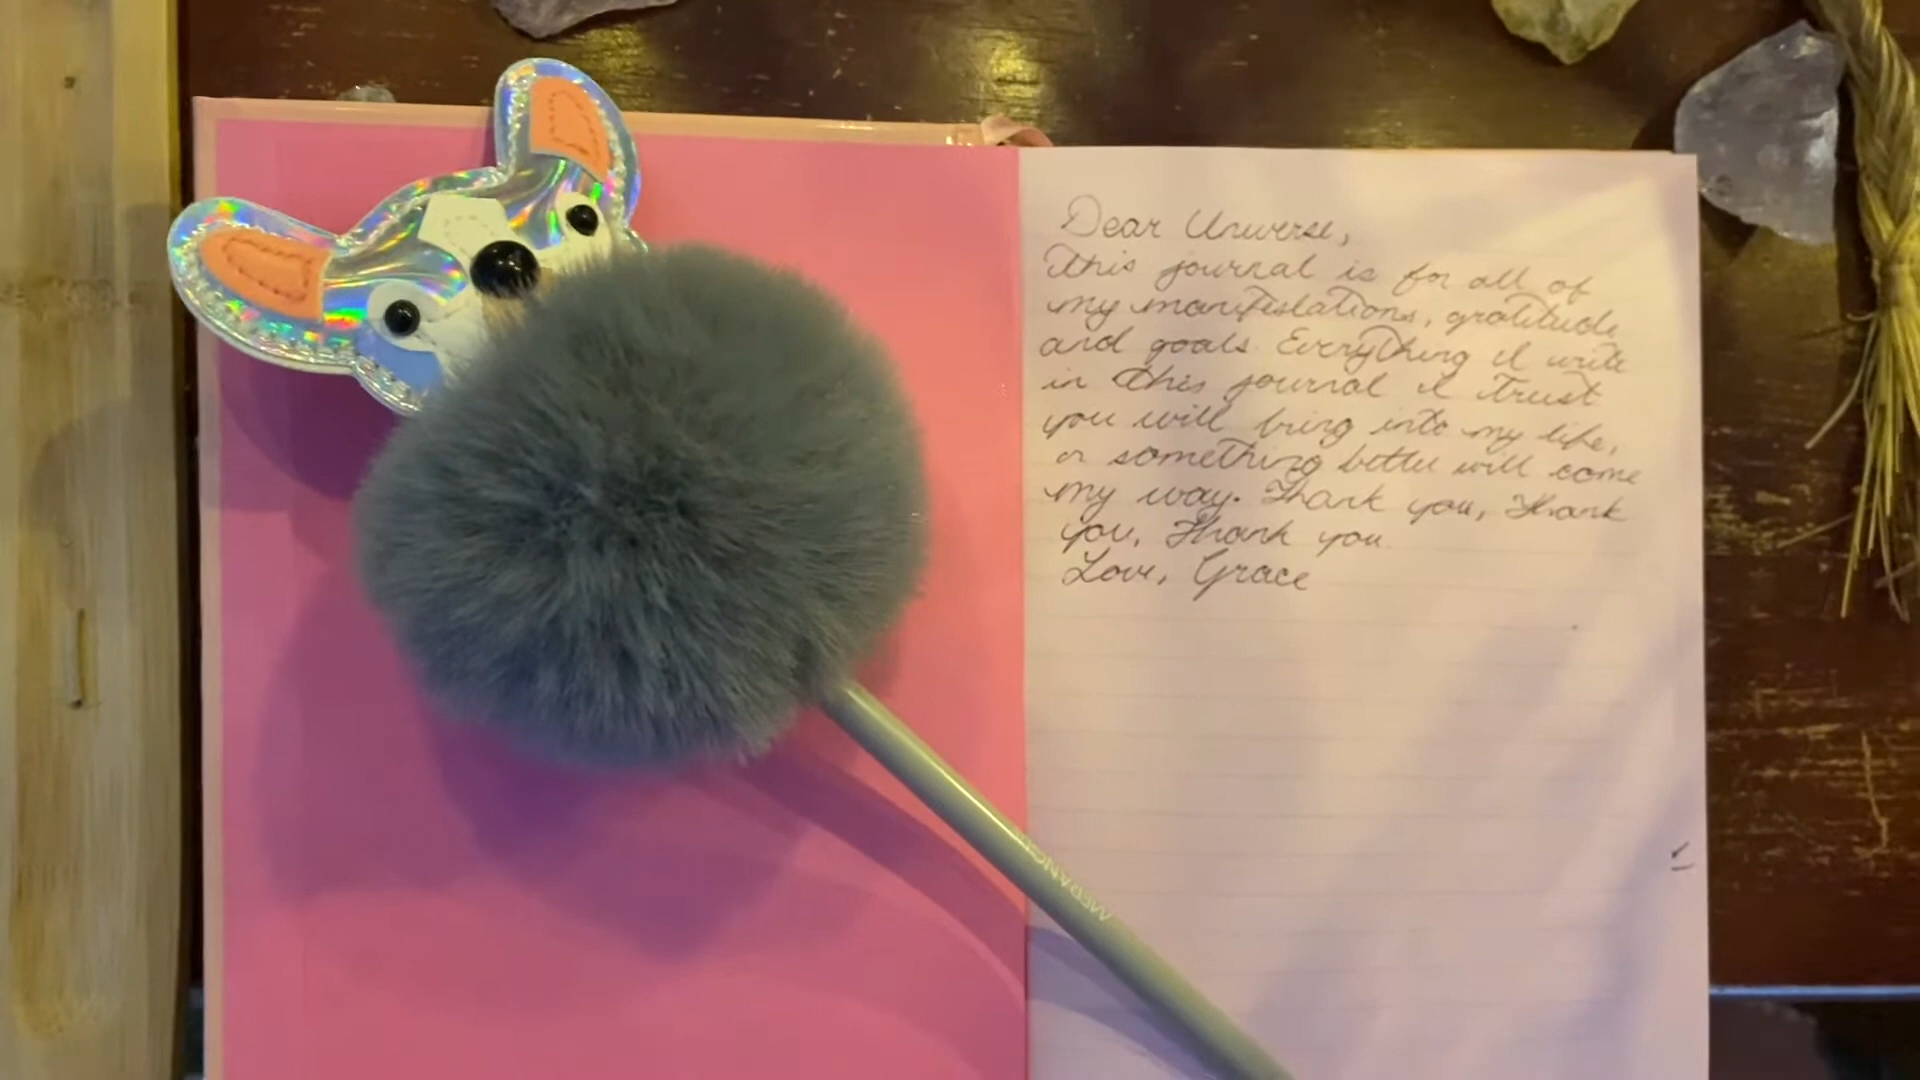 Dear Universe,
This journal is for all of
my manifestations, gratitude
and goals. Everything I write
in this journal I trust
you will bring into my life,
or something better will come
my way. Thank you, Thank
you, Thank you
Love, Grace
MEPANGE